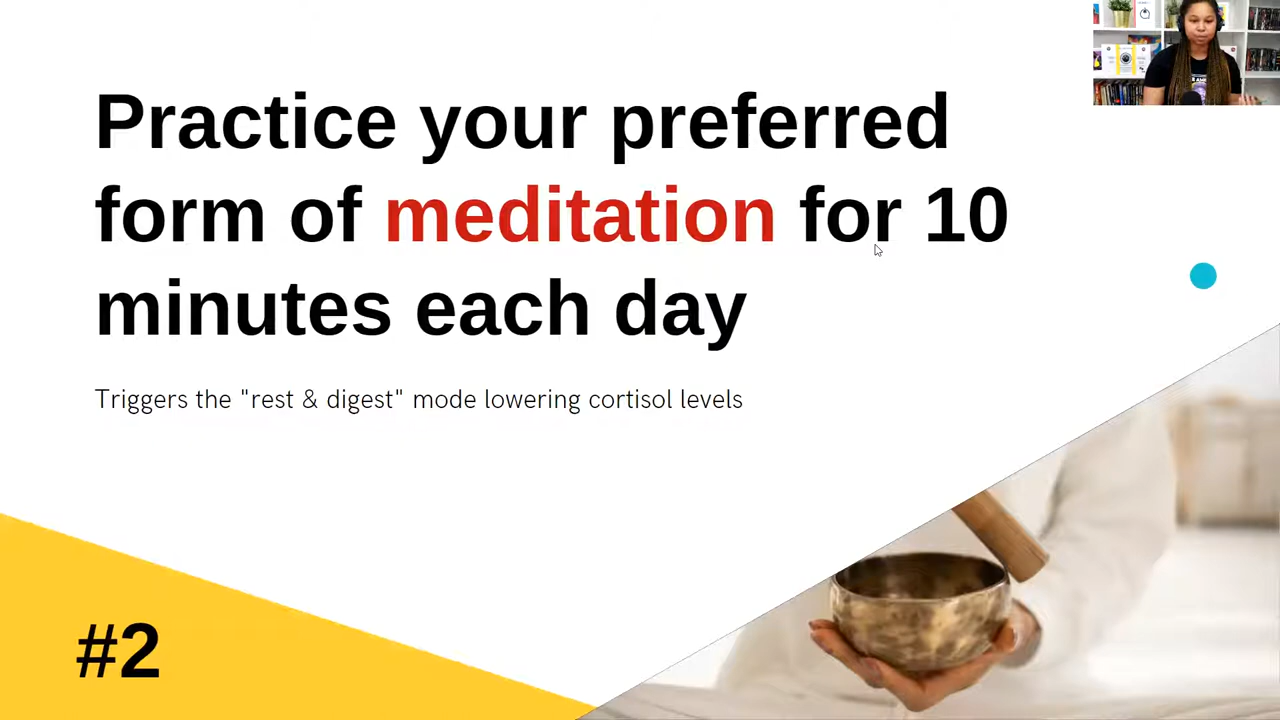 Practice your preferred
form of meditation for 10
minutes each day
Triggers the "rest & digest" mode lowering cortisol levels
#2